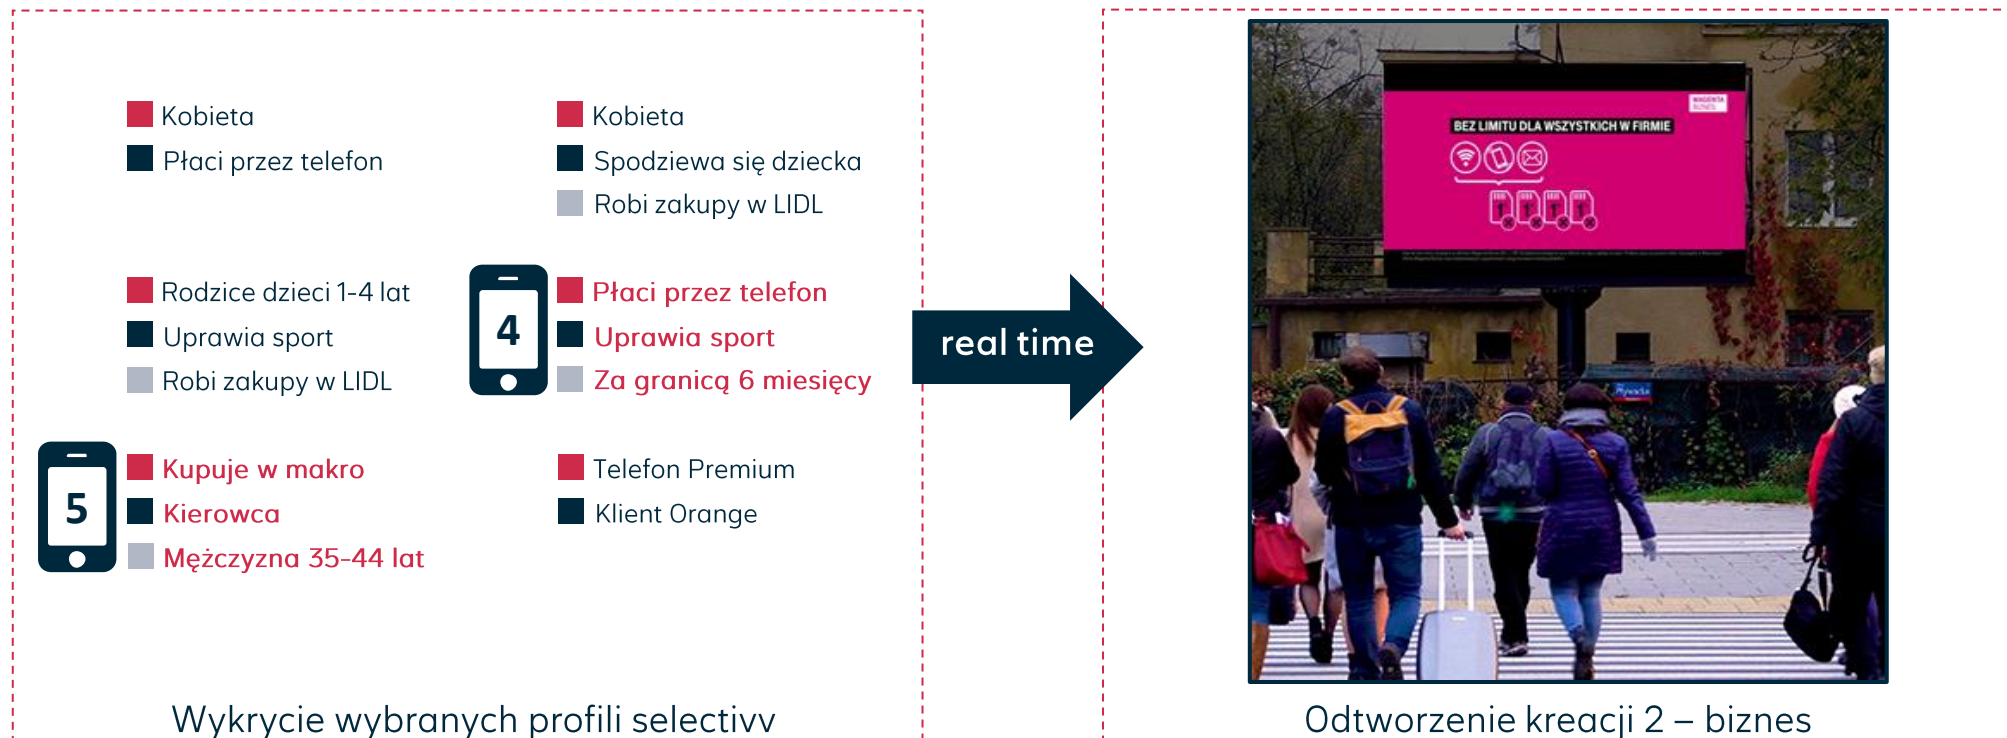 Kobieta
Płaci przez telefon
Kobieta
Spodziewa się dziecka
Robi zakupy w LIDL
Rodzice dzieci 1-4 lat
Uprawia sport
Robi zakupy w LIDL
4
Płaci przez telefon
Uprawia sport
Za granicą 6 miesięcy
5
Kupuje w makro
Kierowca
Mężczyzna 35-44 lat
Telefon Premium
Klient Orange
Wykrycie wybranych profili selectivv
real time
MAGENTA
BIZNES
BEZ LIMITU DLA WSZYSTKICH W FIRMIE
Odtworzenie kreacji 2 – biznes